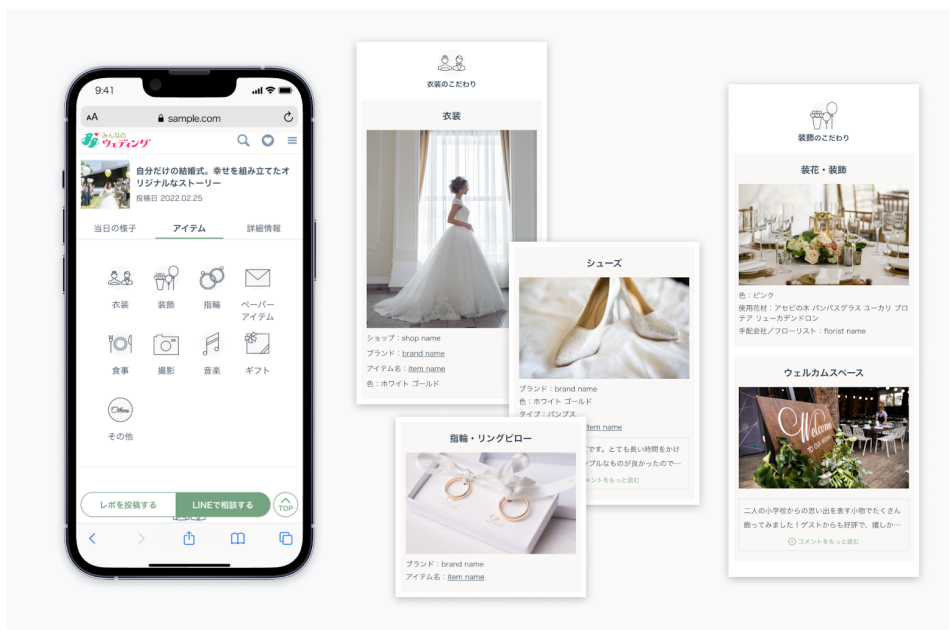 9:41
AA
sample.com
みんなの
ウェディング
自分だけの結婚式。幸せを組み立てたオ
リジナルなストーリー
投稿日 2022.02.25
当日の様子
アイテム
詳細情報
衣装
装飾
指輪
ペーパー
アイテム
食事
撮影
音楽
ギフト
Others
その他
レポを投稿する
LINEで相談する
TOP
衣装のこだわり
衣装
ショップ：shop name
ブランド：brand name
アイテム名：item name
色：ホワイト ゴールド
シューズ
ブランド：brand name
色：ホワイト ゴールド
タイプ：パンプス
item name
です。とても長い時間をかけ
プルなものが良かったので…
メントをもっと読む
指輪・リングピロー
ブランド：brand name
アイテム名：item name
装飾のこだわり
装花・装飾
色：ピンク
使用花材：アセビの木 パンパスグラス ユーカリ プロ
テア リューカデンドロン
手配会社／フローリスト：florist name
ウェルカムスペース
Welcome
TO OUR WEDDING
二人の小学校からの思い出を表す小物でたくさん
飾ってみました！ゲストからも好評で、嬉しか…
コメントをもっと読む